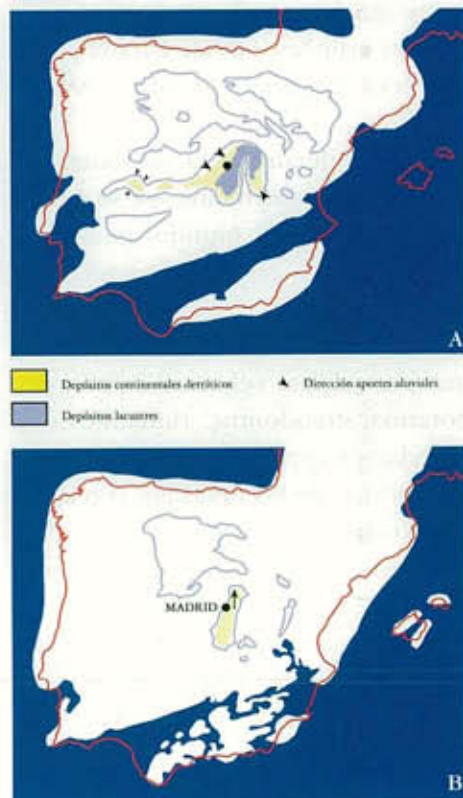 A
Depósitos continentales detríticos
Dirección aportes aluviales
Depósitos lacustres
MADRID
B